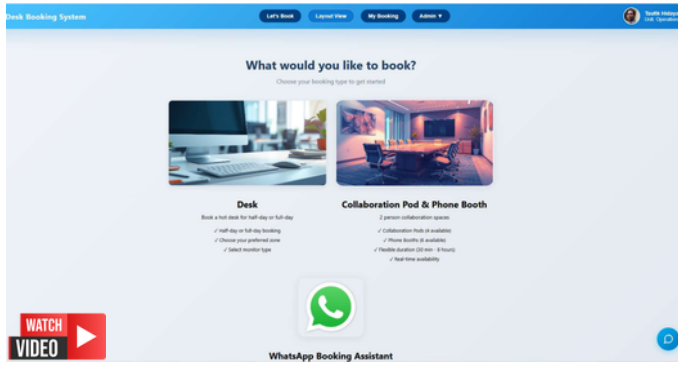 Desk Booking System
Let's Book
Layout View
My Booking
Admin ▼
Taufik Hidaya
Unit: Operation
What would you like to book?
Choose your booking type to get started
Desk
Book a hot desk for half-day or full-day
✓ Half-day or full-day booking
✓ Choose your preferred zone
✓ Select monitor type
Collaboration Pod & Phone Booth
2 person collaboration spaces
✓ Collaboration Pods (4 available)
✓ Phone Booths (6 available)
✓ Flexible duration (30 min - 8 hours)
✓ Real-time availability
WhatsApp Booking Assistant
WATCH
VIDEO